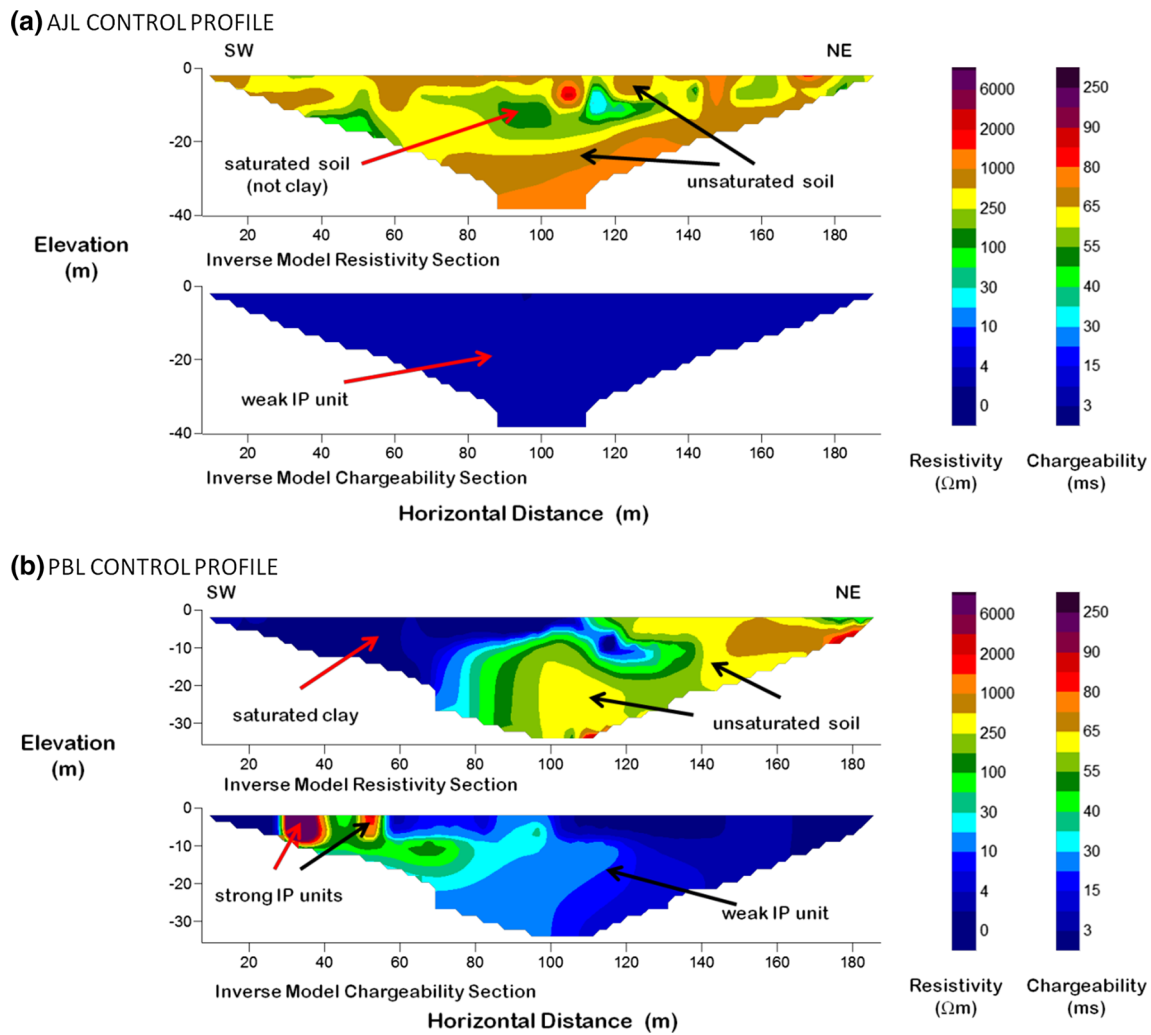 (a) AJL CONTROL PROFILE
SW NE
0
-20
-40
saturated soil
(not clay)
unsaturated soil
20 40 60 80 100 120 140 160 180
Inverse Model Resistivity Section
Elevation
(m)
0
-20
-40
weak IP unit
20 40 60 80 100 120 140 160 180
Inverse Model Chargeability Section
Horizontal Distance (m)
6000
2000
1000
250
100
30
10
4
0
Resistivity
(Ωm)
250
90
80
65
55
40
30
15
3
Chargeability
(ms)
(b) PBL CONTROL PROFILE
SW NE
0
-10
-20
-30
saturated clay
unsaturated soil
20 40 60 80 100 120 140 160 180
Inverse Model Resistivity Section
Elevation
(m)
0
-10
-20
-30
strong IP units
weak IP unit
20 40 60 80 100 120 140 160 180
Inverse Model Chargeability Section
Horizontal Distance (m)
6000
2000
1000
250
100
30
10
4
0
Resistivity
(Ωm)
250
90
80
65
55
40
30
15
3
Chargeability
(ms)